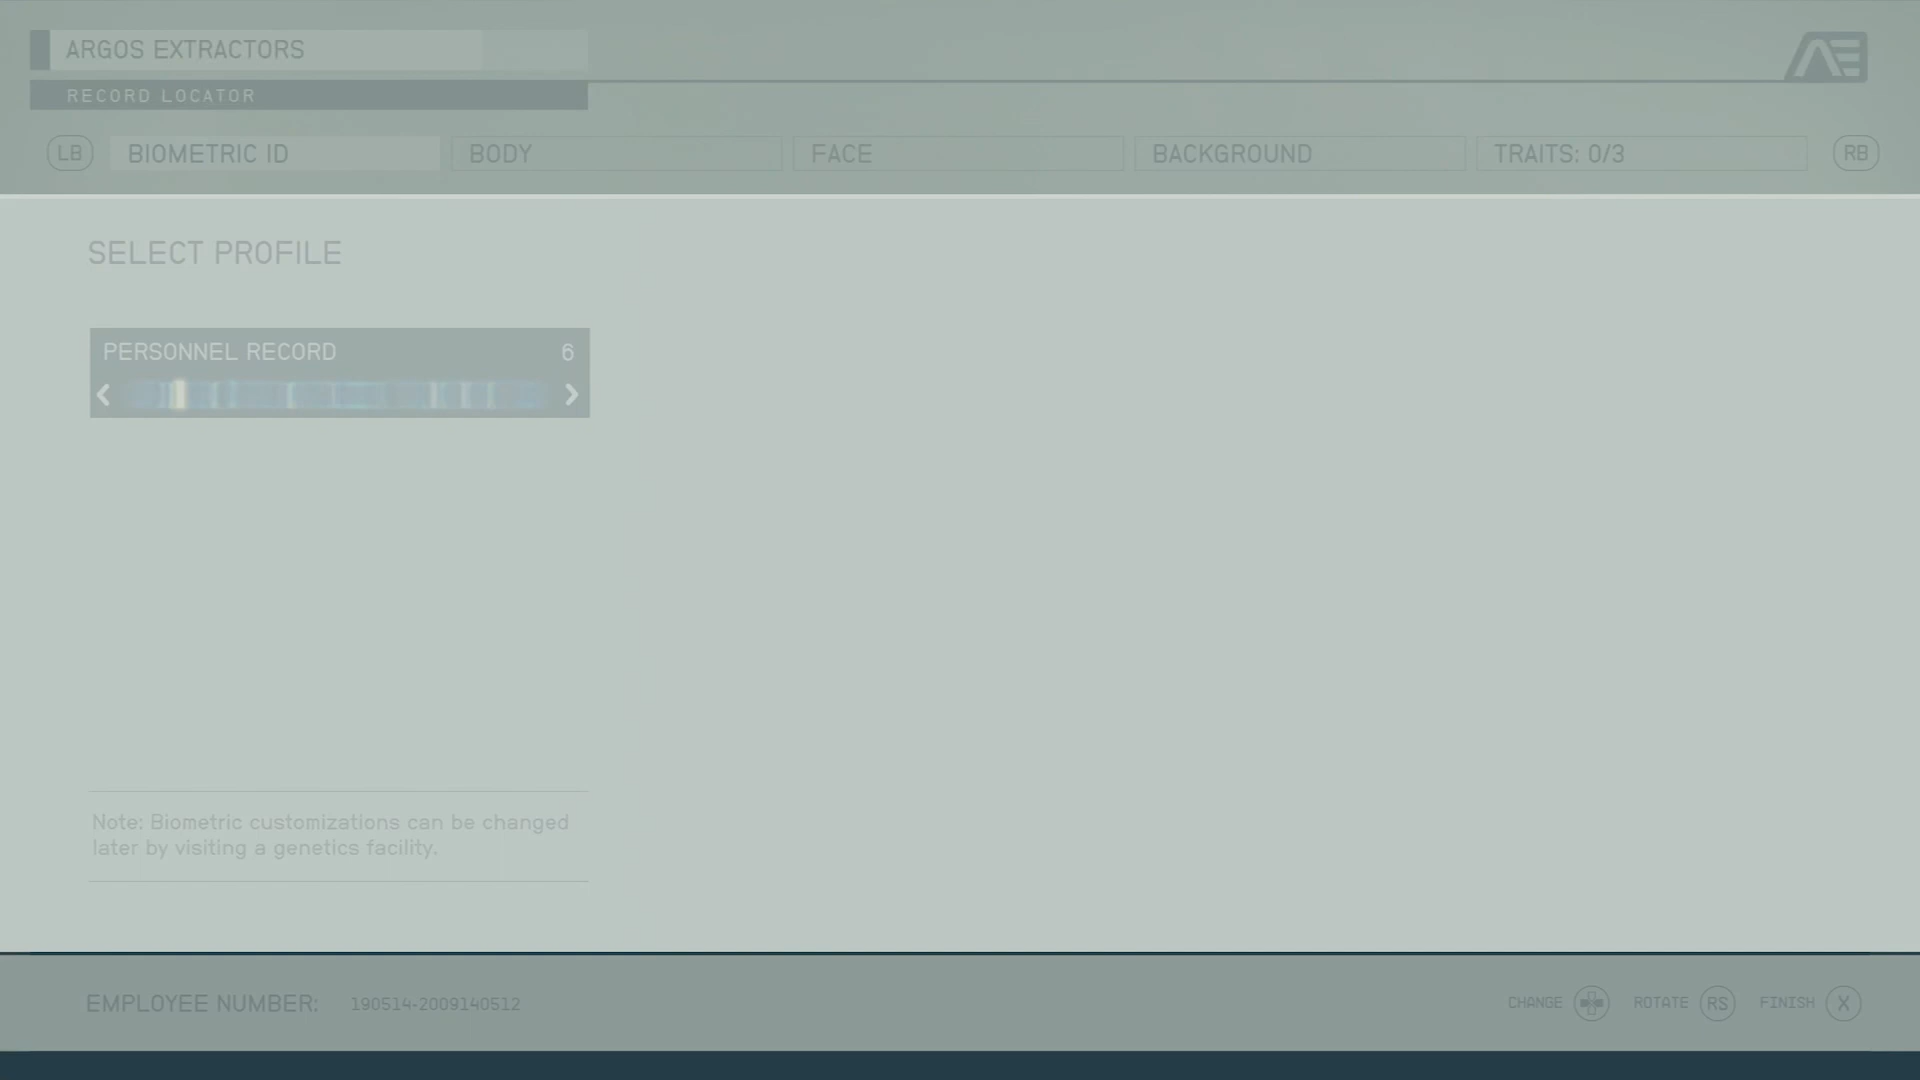 ARGOS EXTRACTORS
RECORD LOCATOR
LB BIOMETRIC ID BODY FACE BACKGROUND TRAITS: 0/3 RB
SELECT PROFILE
PERSONNEL RECORD 6
Note: Biometric customizations can be changed
later by visiting a genetics facility.
EMPLOYEE NUMBER: 190514-2009140512 CHANGE ROTATE RS FINISH X